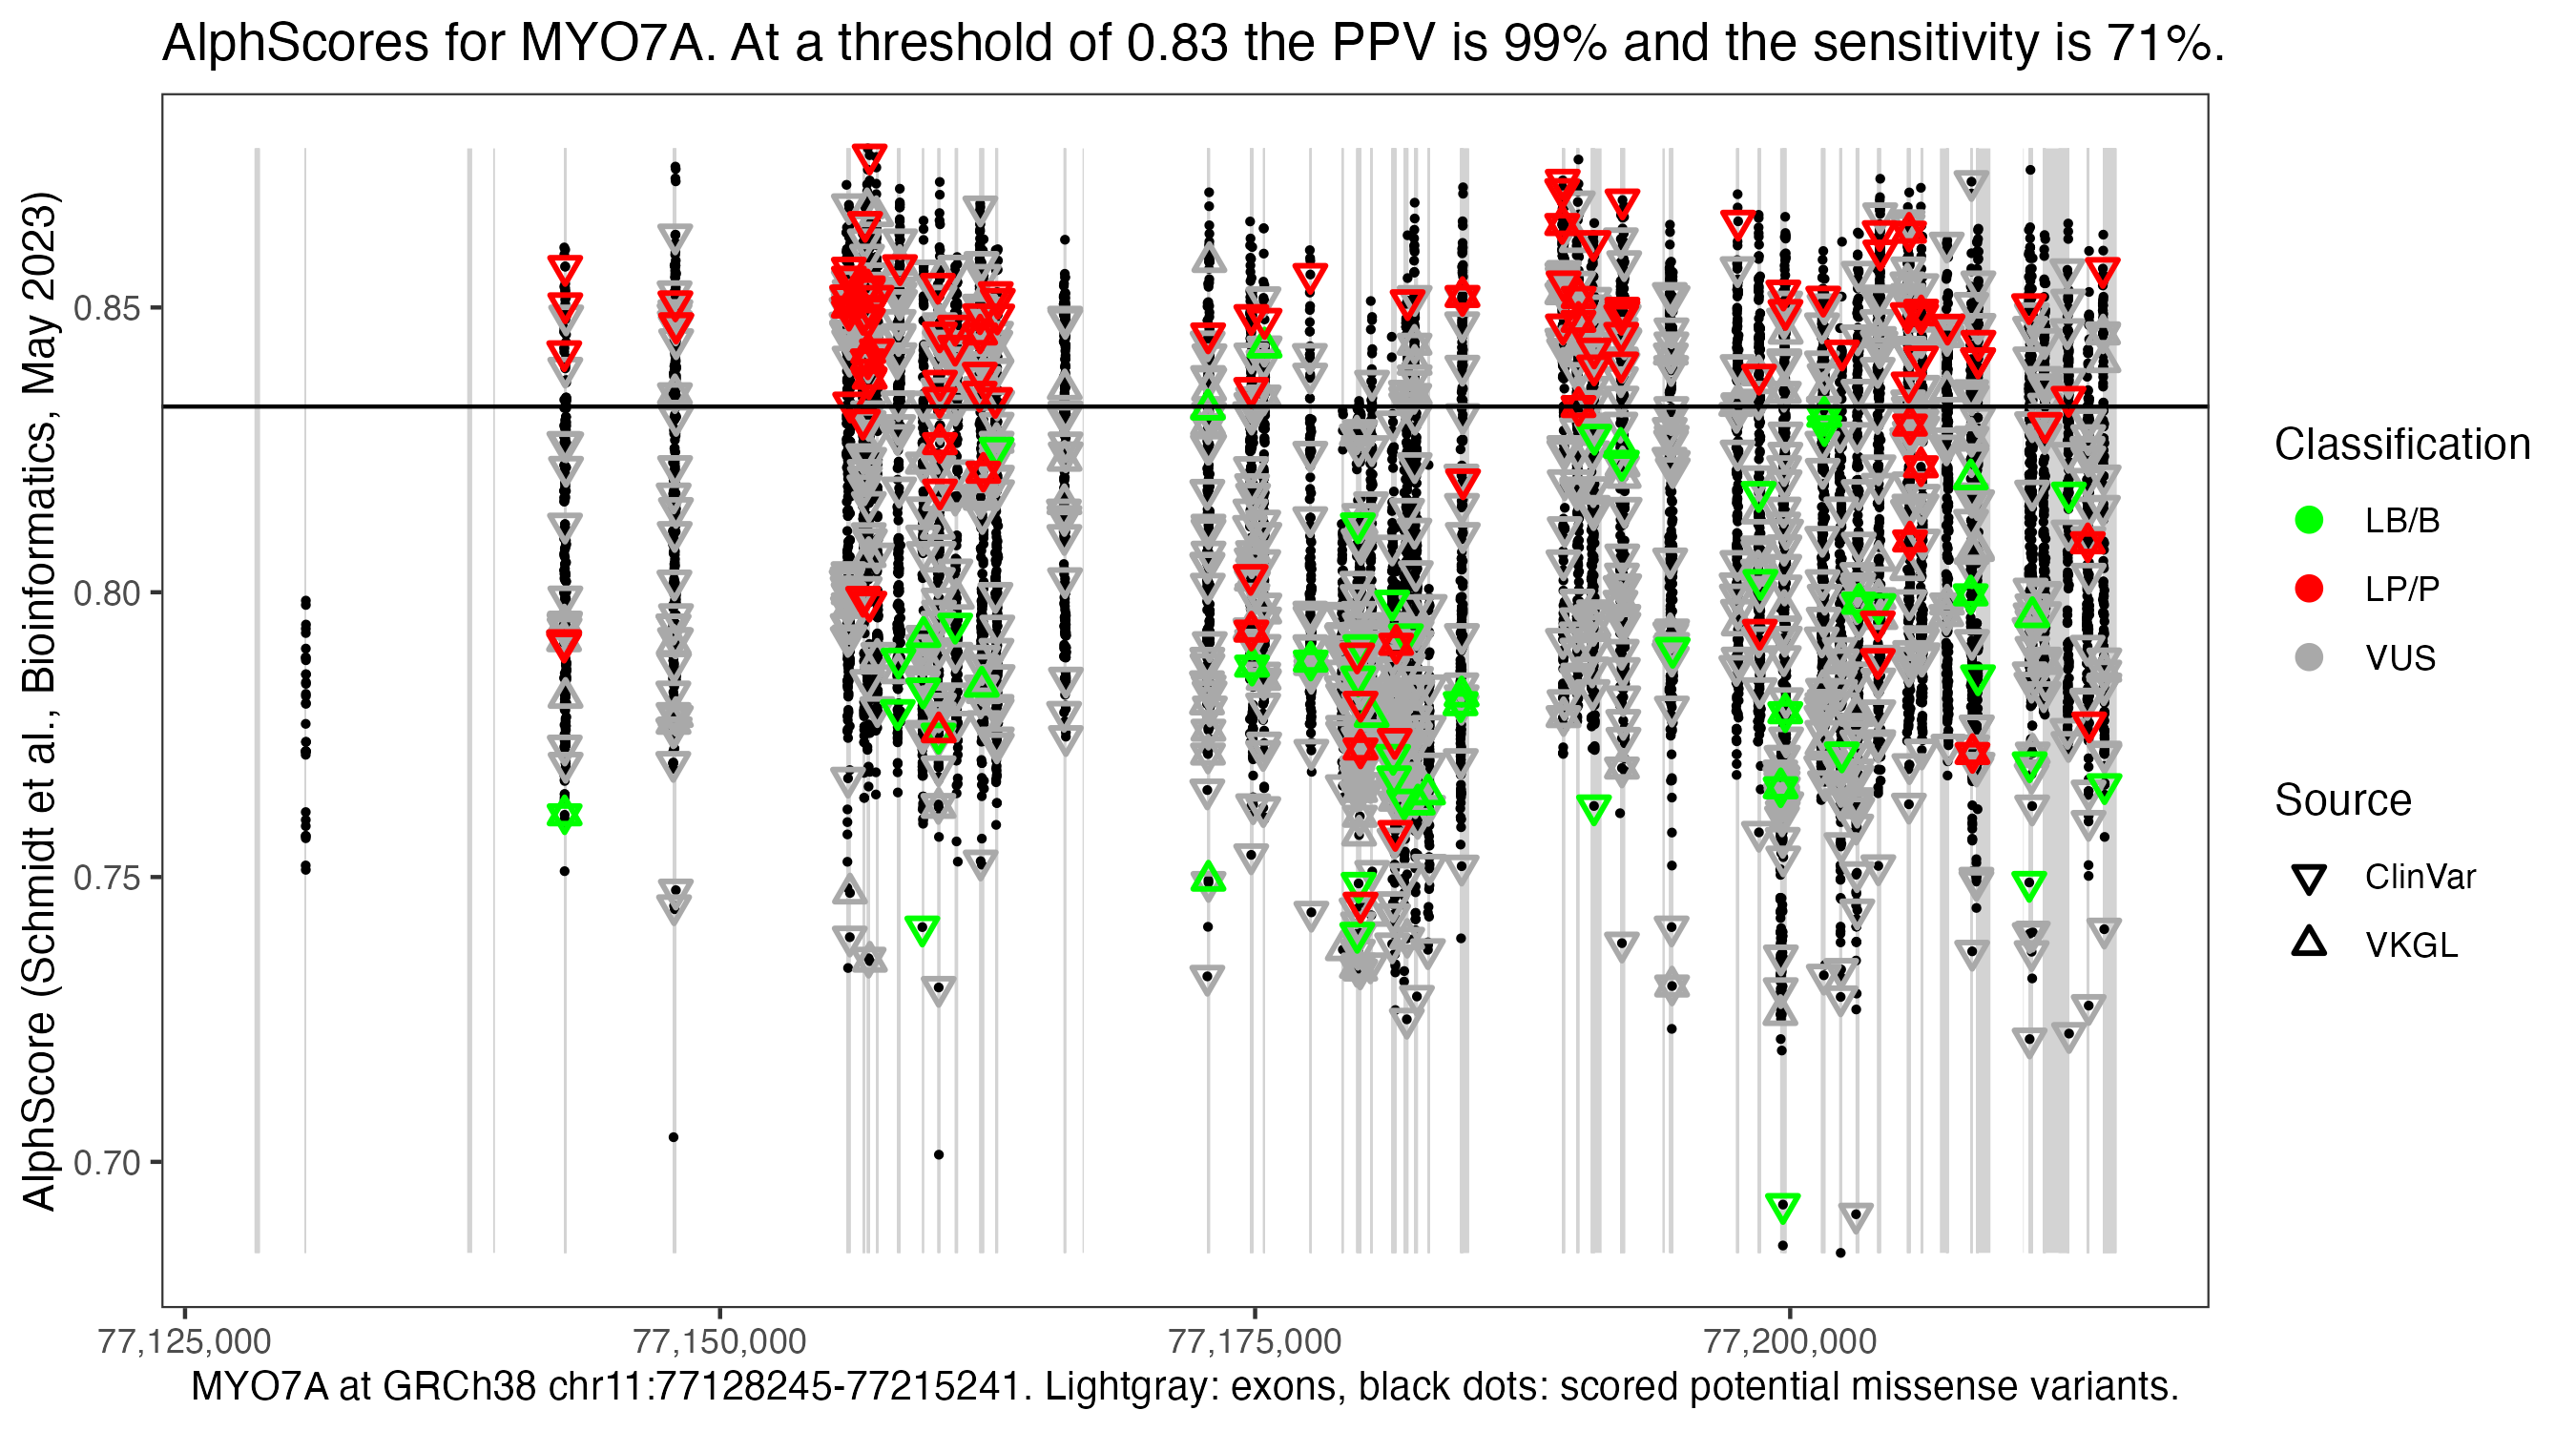 AlphScores for MYO7A. At a threshold of 0.83 the PPV is 99% and the sensitivity is 71%.
AlphScore (Schmidt et al., Bioinformatics, May 2023)
0.85
0.80
0.75
0.70
77,125,000
77,150,000
77,175,000
77,200,000
MYO7A at GRCh38 chr11:77128245-77215241. Lightgray: exons, black dots: scored potential missense variants.
Classification
LB/B
LP/P
VUS
Source
ClinVar
VKGL